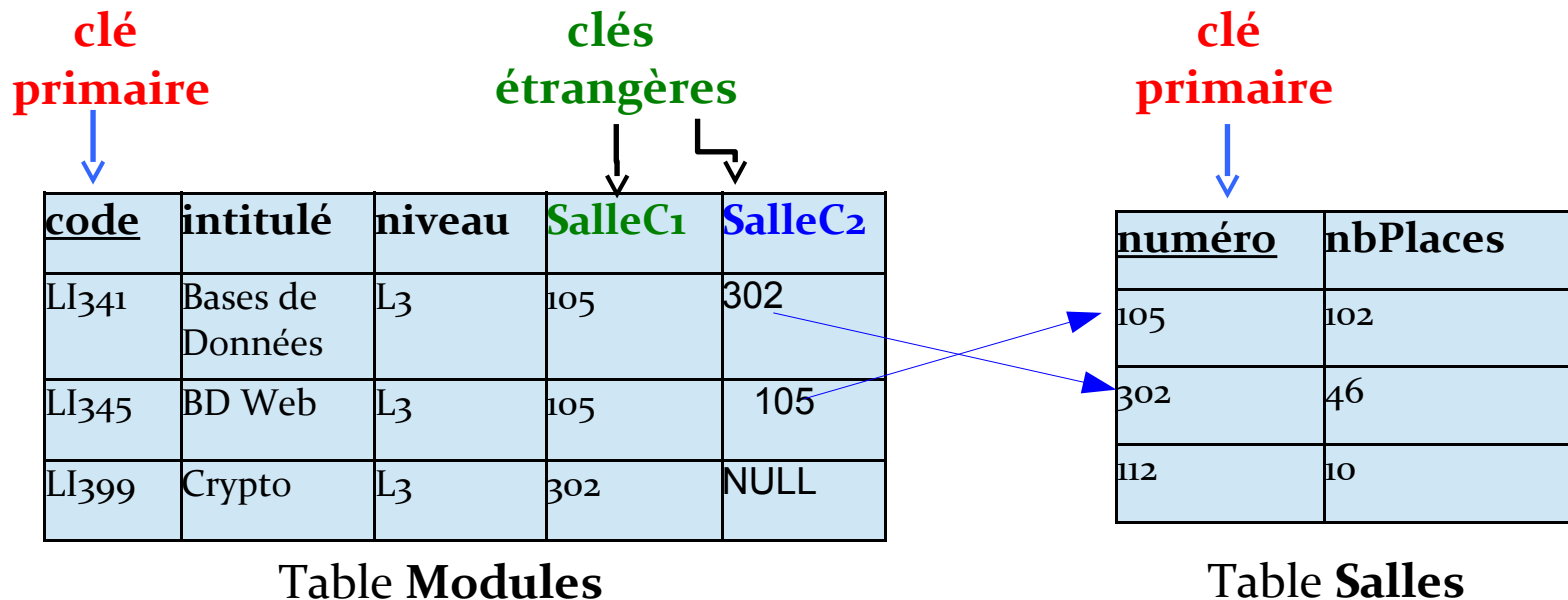 clé
primaire
clés
étrangères
clé
primaire
code intitulé niveau SalleC1 SalleC2
LI341 Bases de Données L3 105 302
LI345 BD Web L3 105 105
LI399 Crypto L3 302 NULL
Table Modules
numéro nbPlaces
105 102
302 46
112 10
Table Salles